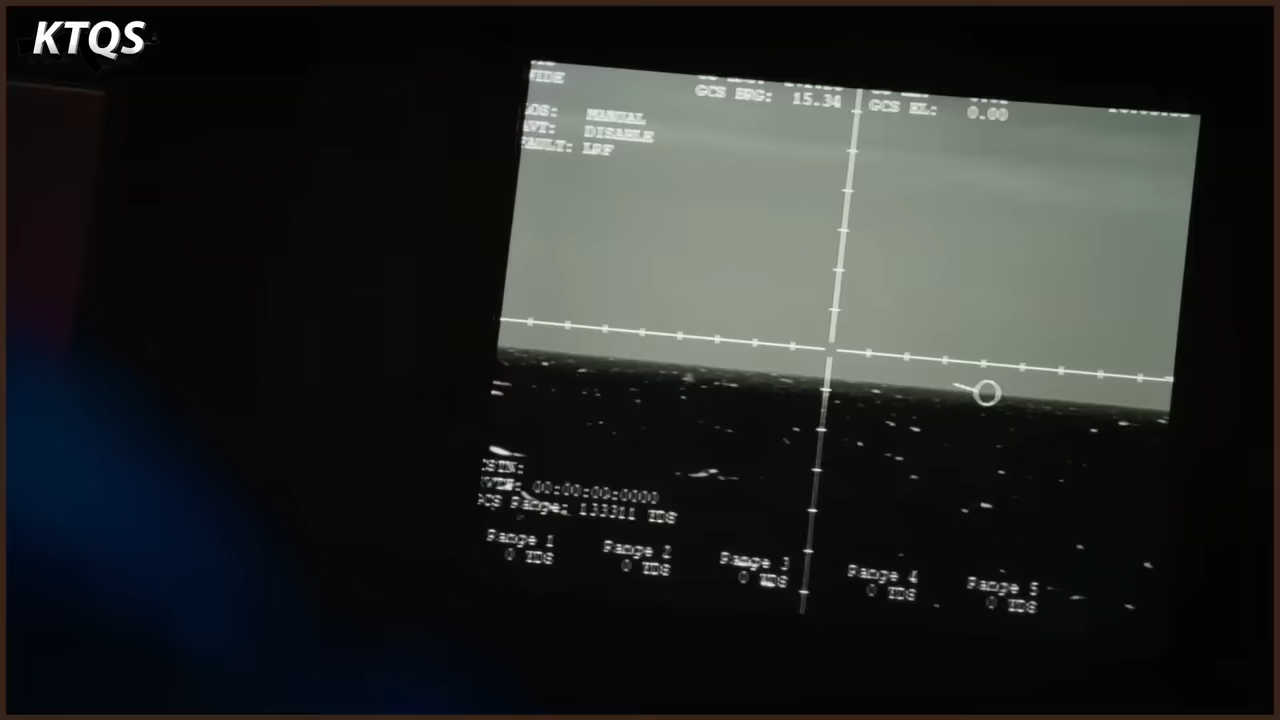 KTQS
GCS BRG: 15.34 GCS EL: 0.00
MANUAL
DISABLE
LRF
00:00:00:0000
GCS Range: 133311 YDS
Range 1 Range 2 Range 3 Range 4 Range 5
0 YDS 0 YDS 0 YDS 0 YDS 0 YDS